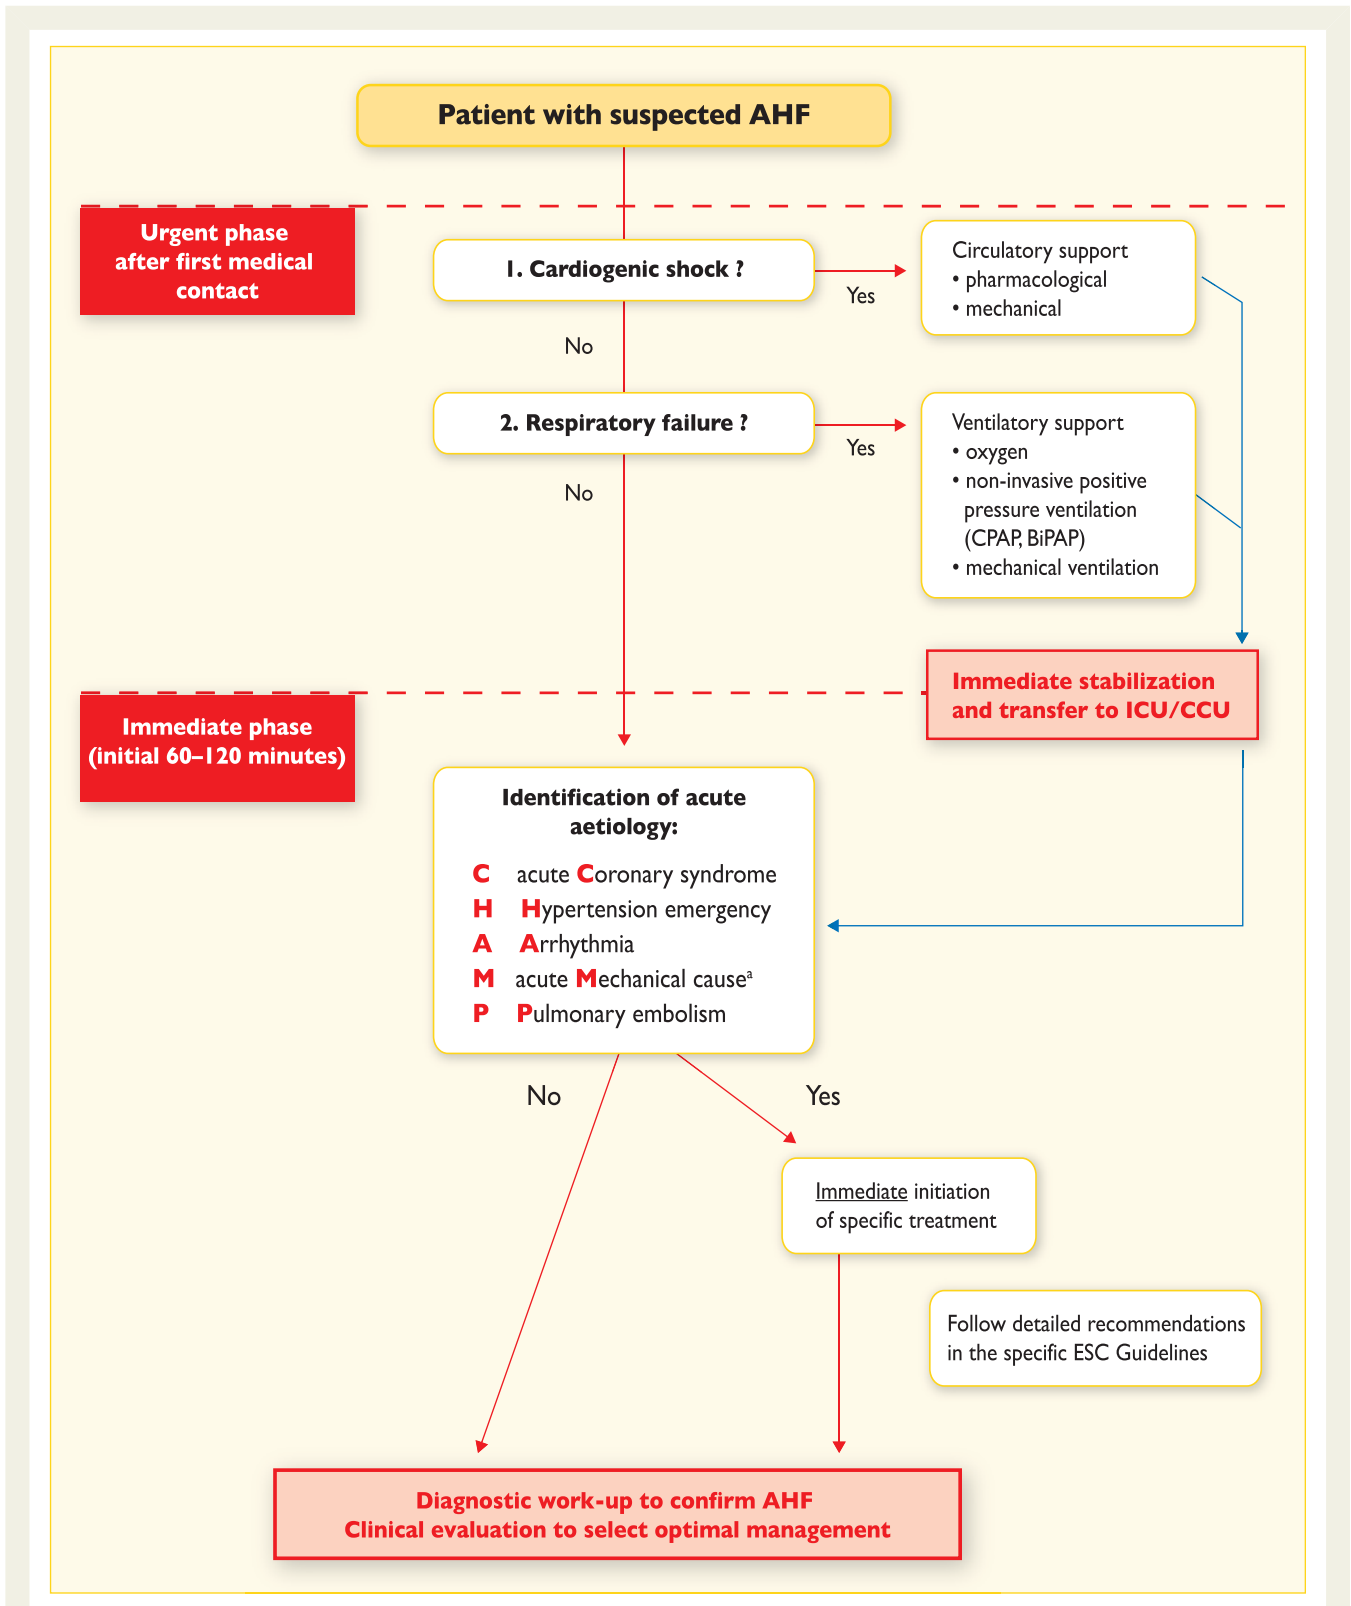 Patient with suspected AHF
Urgent phase
after first medical
contact
1. Cardiogenic shock ?
Yes
Circulatory support
• pharmacological
• mechanical
No
2. Respiratory failure ?
Yes
Ventilatory support
• oxygen
• non-invasive positive
pressure ventilation
(CPAP, BiPAP)
• mechanical ventilation
No
Immediate stabilization
and transfer to ICU/CCU
Immediate phase
(initial 60–120 minutes)
Identification of acute
aetiology:
C acute Coronary syndrome
H Hypertension emergency
A Arrhythmia
M acute Mechanical causeª
P Pulmonary embolism
No
Yes
Immediate initiation
of specific treatment
Follow detailed recommendations
in the specific ESC Guidelines
Diagnostic work-up to confirm AHF
Clinical evaluation to select optimal management